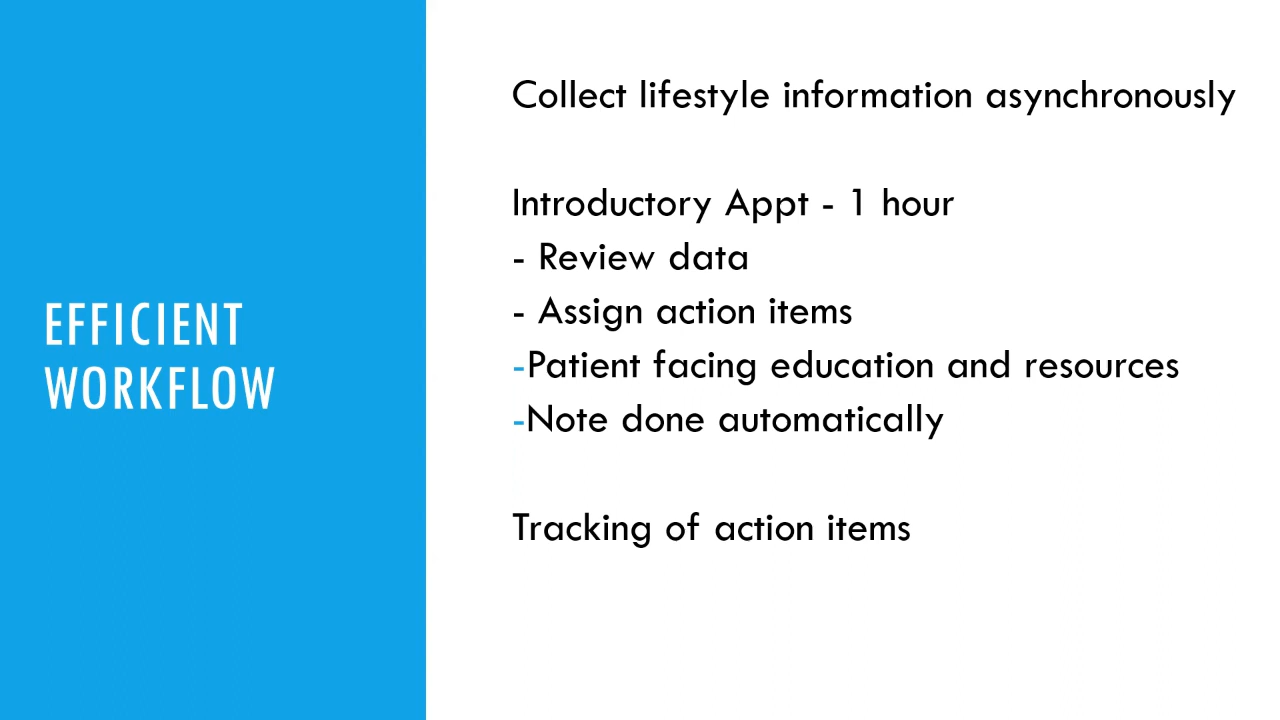 EFFICIENT
WORKFLOW
Collect lifestyle information asynchronously
Introductory Appt - 1 hour
- Review data
- Assign action items
-Patient facing education and resources
-Note done automatically
Tracking of action items